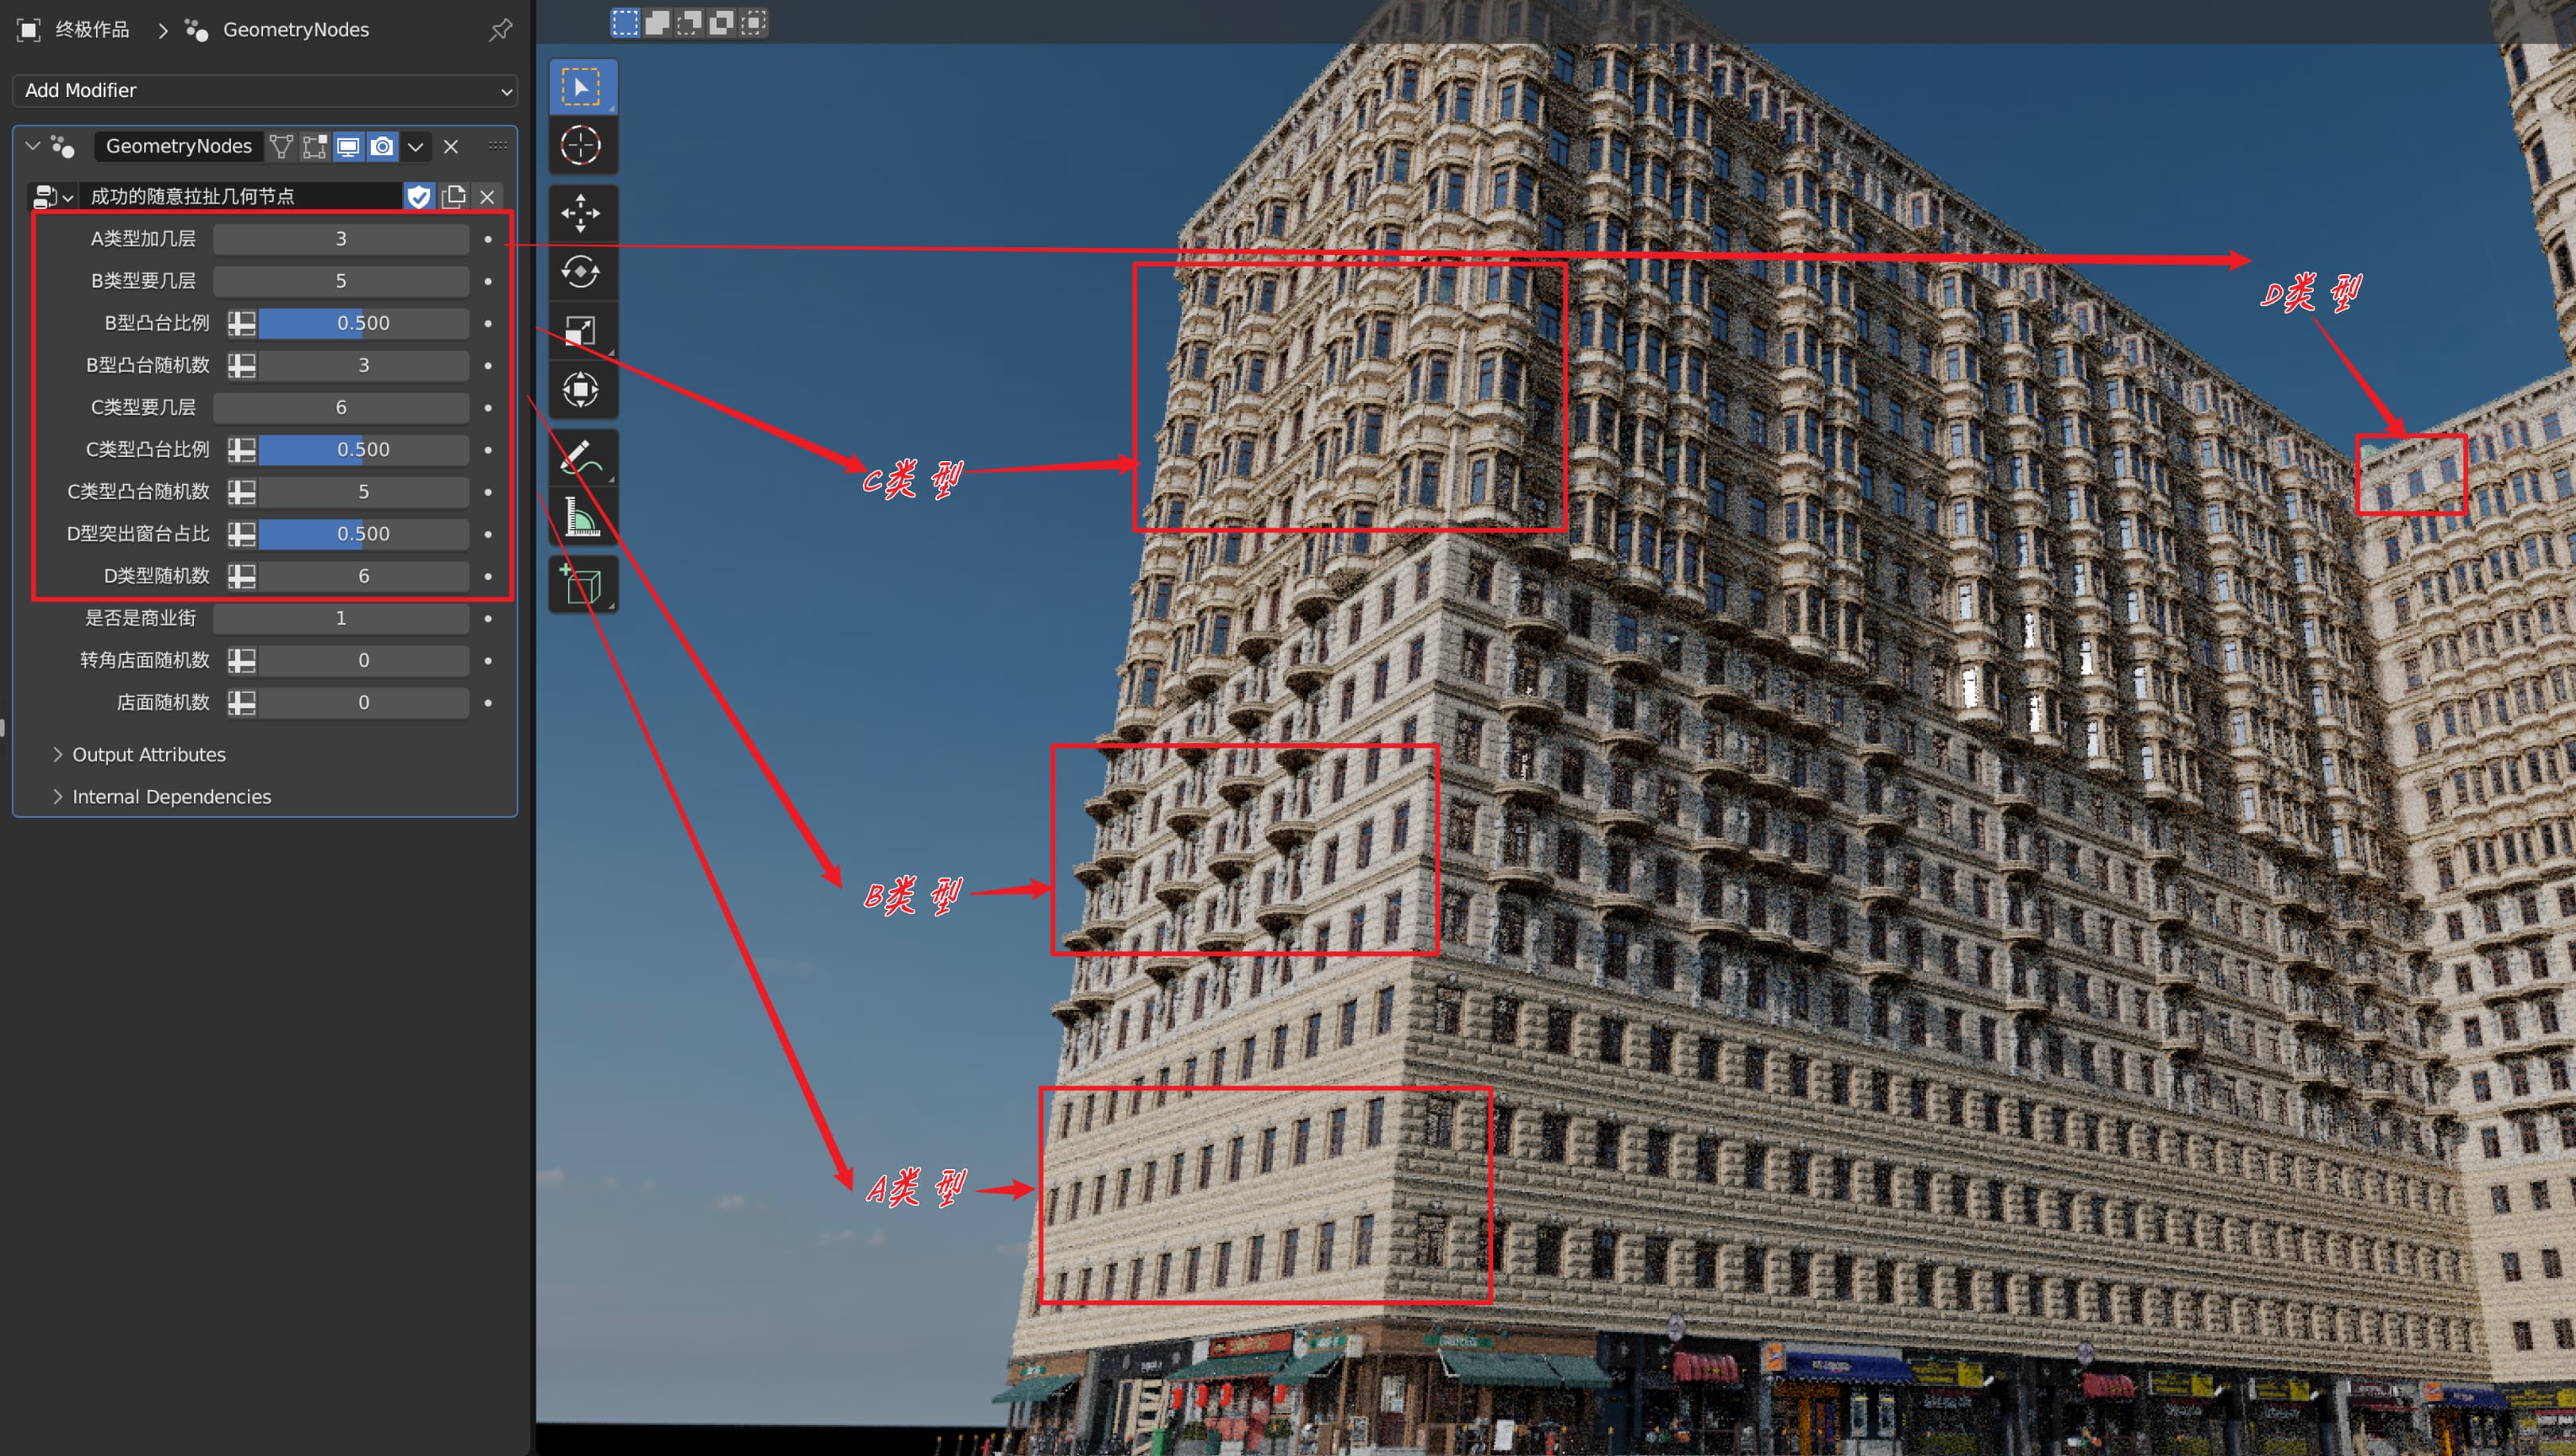 终极作品 GeometryNodes
Add Modifier
GeometryNodes
成功的随意拉扯几何节点
A类型加几层 3
B类型要几层 5
B型凸台比例 0.500
B型凸台随机数 3
C类型要几层 6
C类型凸台比例 0.500
C类型凸台随机数 5
D型突出窗台占比 0.500
D类型随机数 6
是否是商业街 1
转角店面随机数 0
店面随机数 0
Output Attributes
Internal Dependencies
D类型
C类型
B类型
A类型